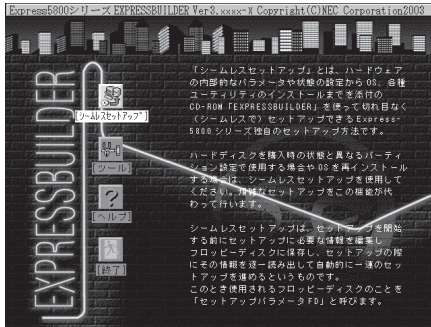 Express5800シリーズ EXPRESSBUILDER Ver3.xxxx-X Copyright(C)NEC Corporation2003
EXPRESSBUILDER
[シームレスセットアップ]
[ツール]
[ヘルプ]
[終了]
「シームレスセットアップ」とは、ハードウェア
の内部的なパラメータや状態の設定からOS、各種
ユーティリティのインストールまでを添付の
CD-ROM「EXPRESSBUILDER」を使って切れ目なく
(シームレスで)セットアップできるExpress-
5800シリーズ独自のセットアップ方法です。
ハードディスクを購入時の状態と異なるパーティ
ション設定で使用する場合やOSを再インストール
する場合は、シームレスセットアップを使用して
ください。煩雑なセットアップをこの機能が代
わって行います。
シームレスセットアップは、セットアップを開始
する前にセットアップに必要な情報を編集し
フロッピーディスクに保存し、セットアップの際
にその情報を逐一読み出して自動的に一連のセッ
トアップを進めるというものです。
このとき使用されるフロッピーディスクのことを
「セットアップパラメータFD」と呼びます。